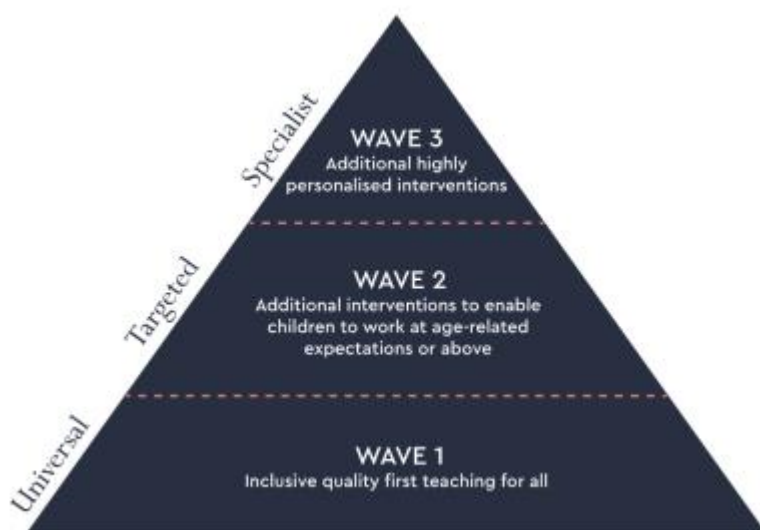 Specialist
WAVE 3
Additional highly
personalised interventions
Targeted
WAVE 2
Additional interventions to enable
children to work at age-related
expectations or above
Universal
WAVE 1
Inclusive quality first teaching for all